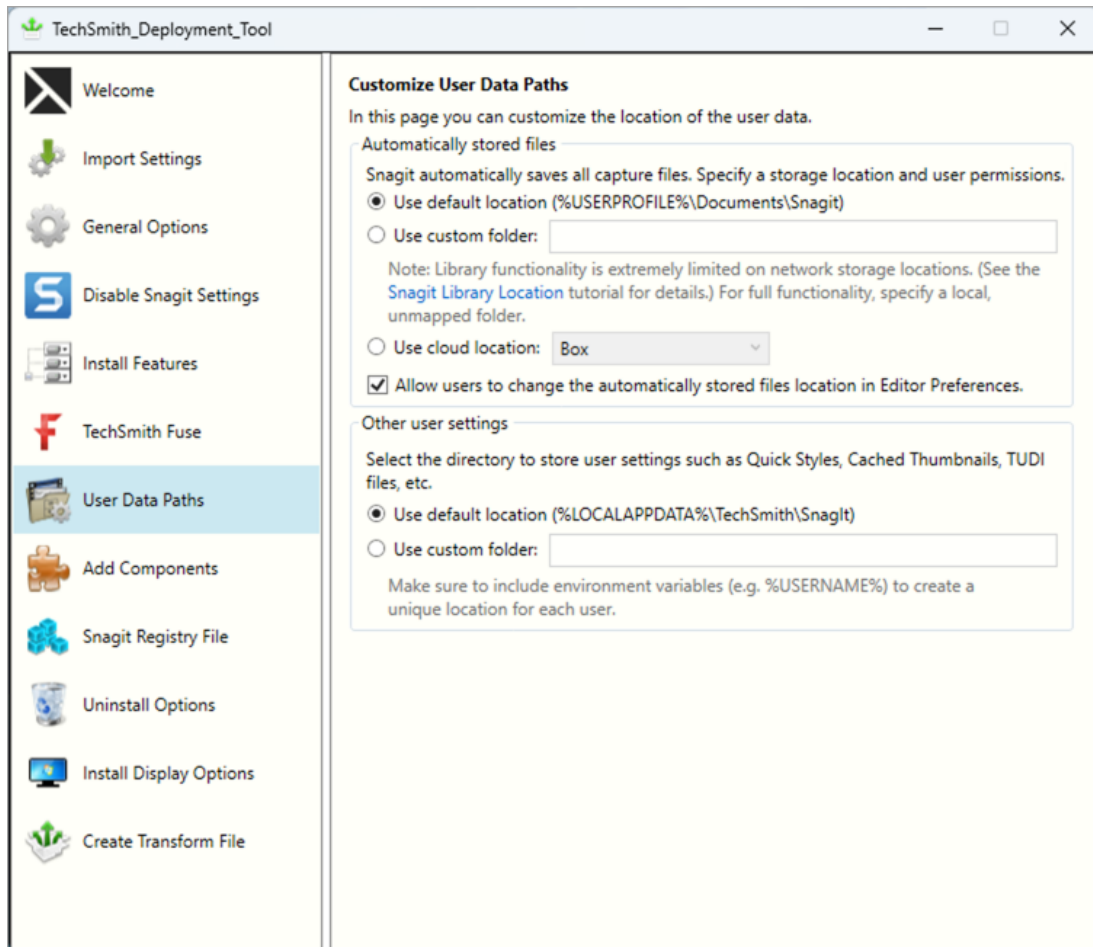 TechSmith_Deployment_Tool
Welcome
Import Settings
General Options
Disable Snagit Settings
Install Features
TechSmith Fuse
User Data Paths
Add Components
Snagit Registry File
Uninstall Options
Install Display Options
Create Transform File
Customize User Data Paths
In this page you can customize the location of the user data.
Automatically stored files
Snagit automatically saves all capture files. Specify a storage location and user permissions.
Use default location (%USERPROFILE%\Documents\Snagit)
Use custom folder:
Note: Library functionality is extremely limited on network storage locations. (See the
Snagit Library Location tutorial for details.) For full functionality, specify a local,
unmapped folder.
Use cloud location: Box
Allow users to change the automatically stored files location in Editor Preferences.
Other user settings
Select the directory to store user settings such as Quick Styles, Cached Thumbnails, TUDI
files, etc.
Use default location (%LOCALAPPDATA%\TechSmith\SnagIt)
Use custom folder:
Make sure to include environment variables (e.g. %USERNAME%) to create a
unique location for each user.